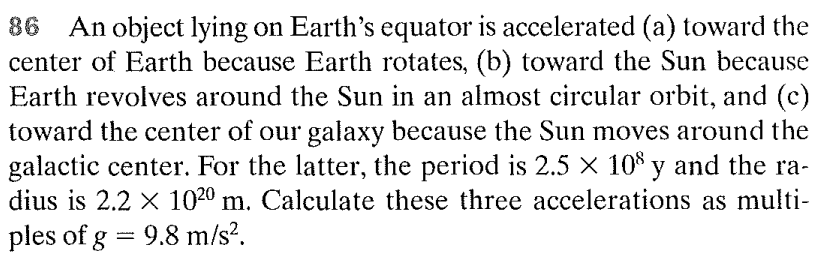 86 An object lying on Earth's equator is accelerated (a) toward the
center of Earth because Earth rotates, (b) toward the Sun because
Earth revolves around the Sun in an almost circular orbit, and (c)
toward the center of our galaxy because the Sun moves around the
galactic center. For the latter, the period is 2.5 × 10⁸ y and the ra-
dius is 2.2 × 10²⁰ m. Calculate these three accelerations as multi-
ples of g = 9.8 m/s².